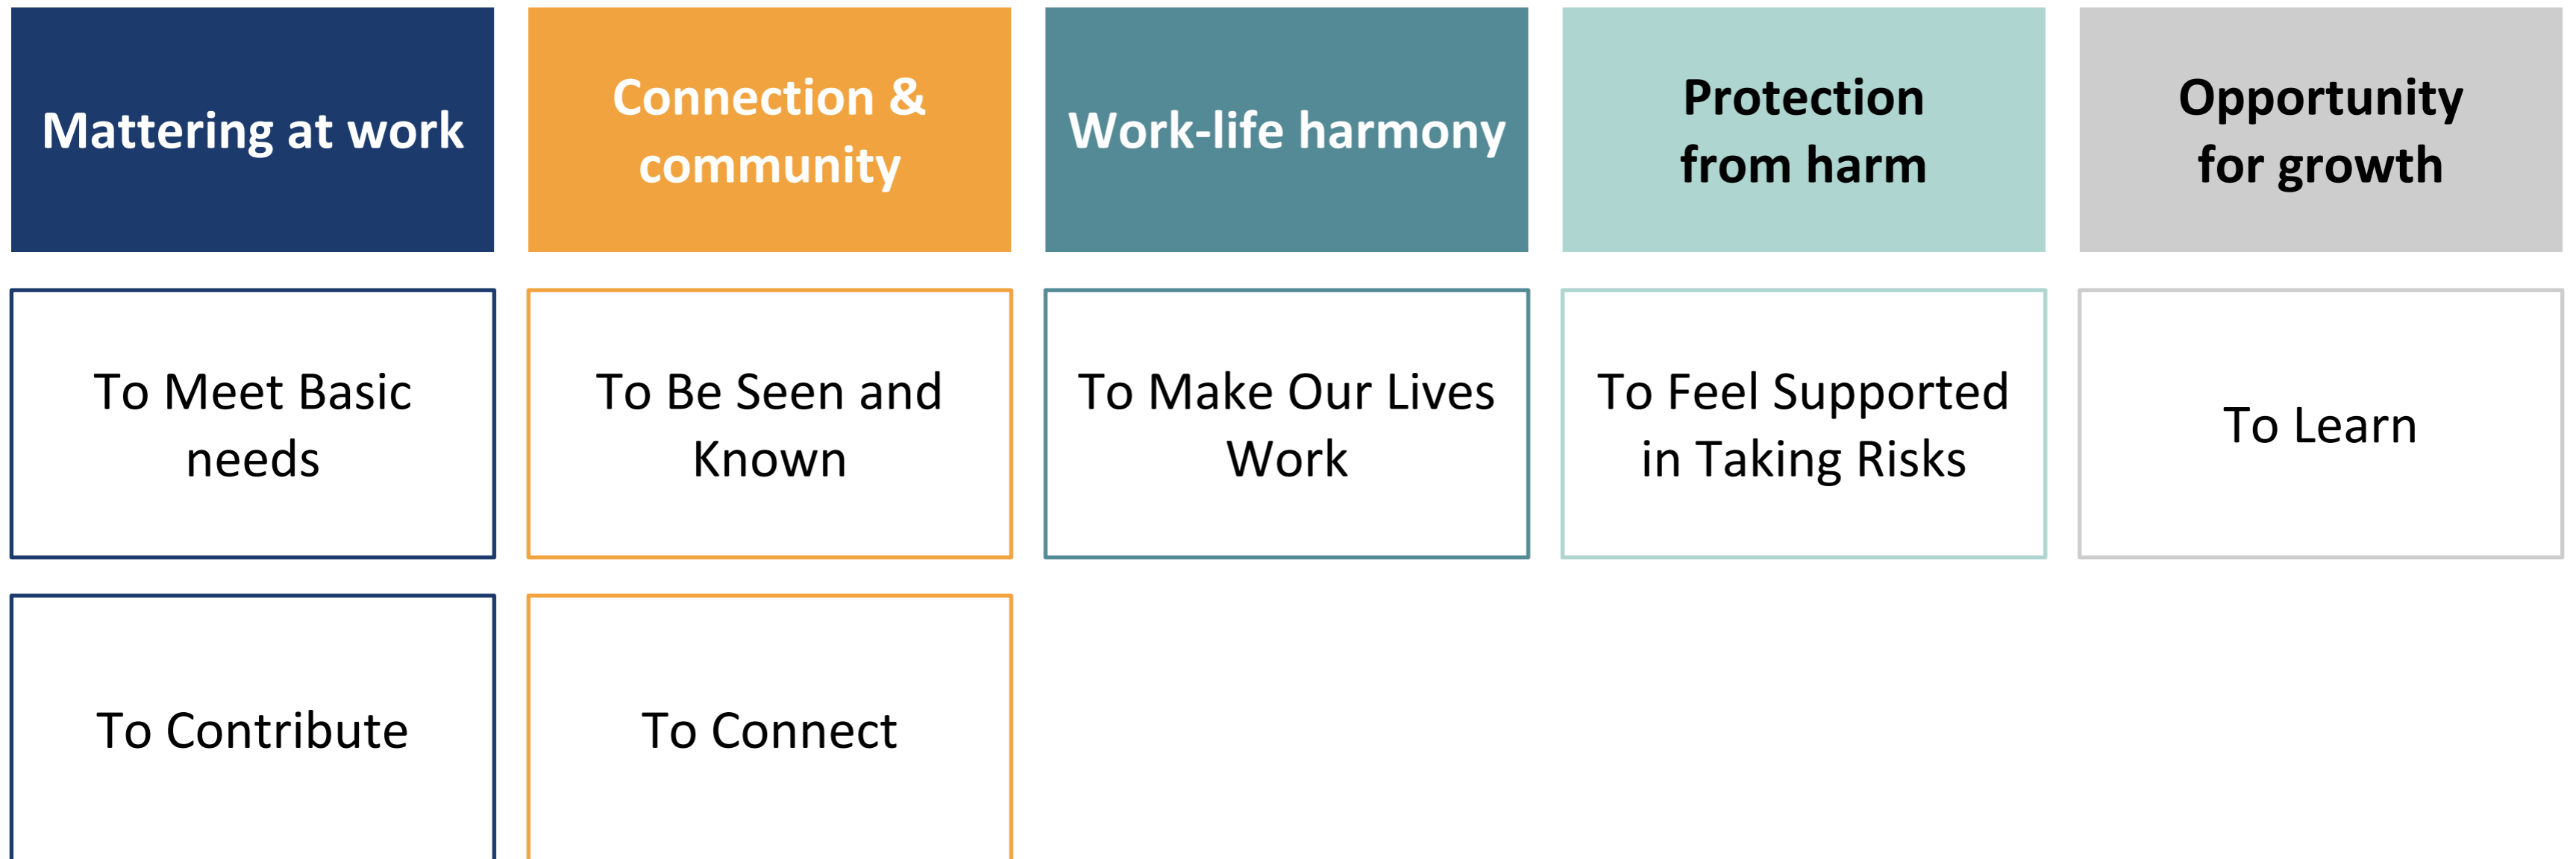 Mattering at work
Connection &
community
Work-life harmony
Protection
from harm
Opportunity
for growth
To Meet Basic
needs
To Be Seen and
Known
To Make Our Lives
Work
To Feel Supported
in Taking Risks
To Learn
To Contribute
To Connect